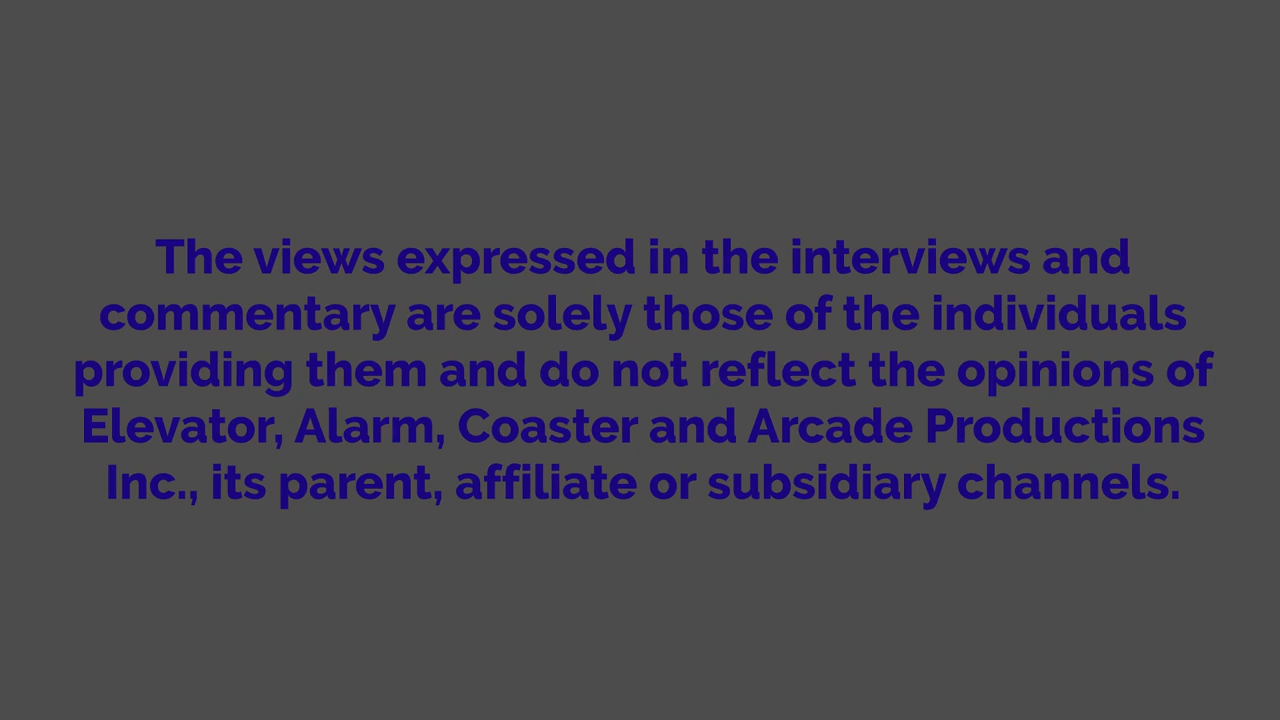 The views expressed in the interviews and
commentary are solely those of the individuals
providing them and do not reflect the opinions of
Elevator, Alarm, Coaster and Arcade Productions
Inc., its parent, affiliate or subsidiary channels.